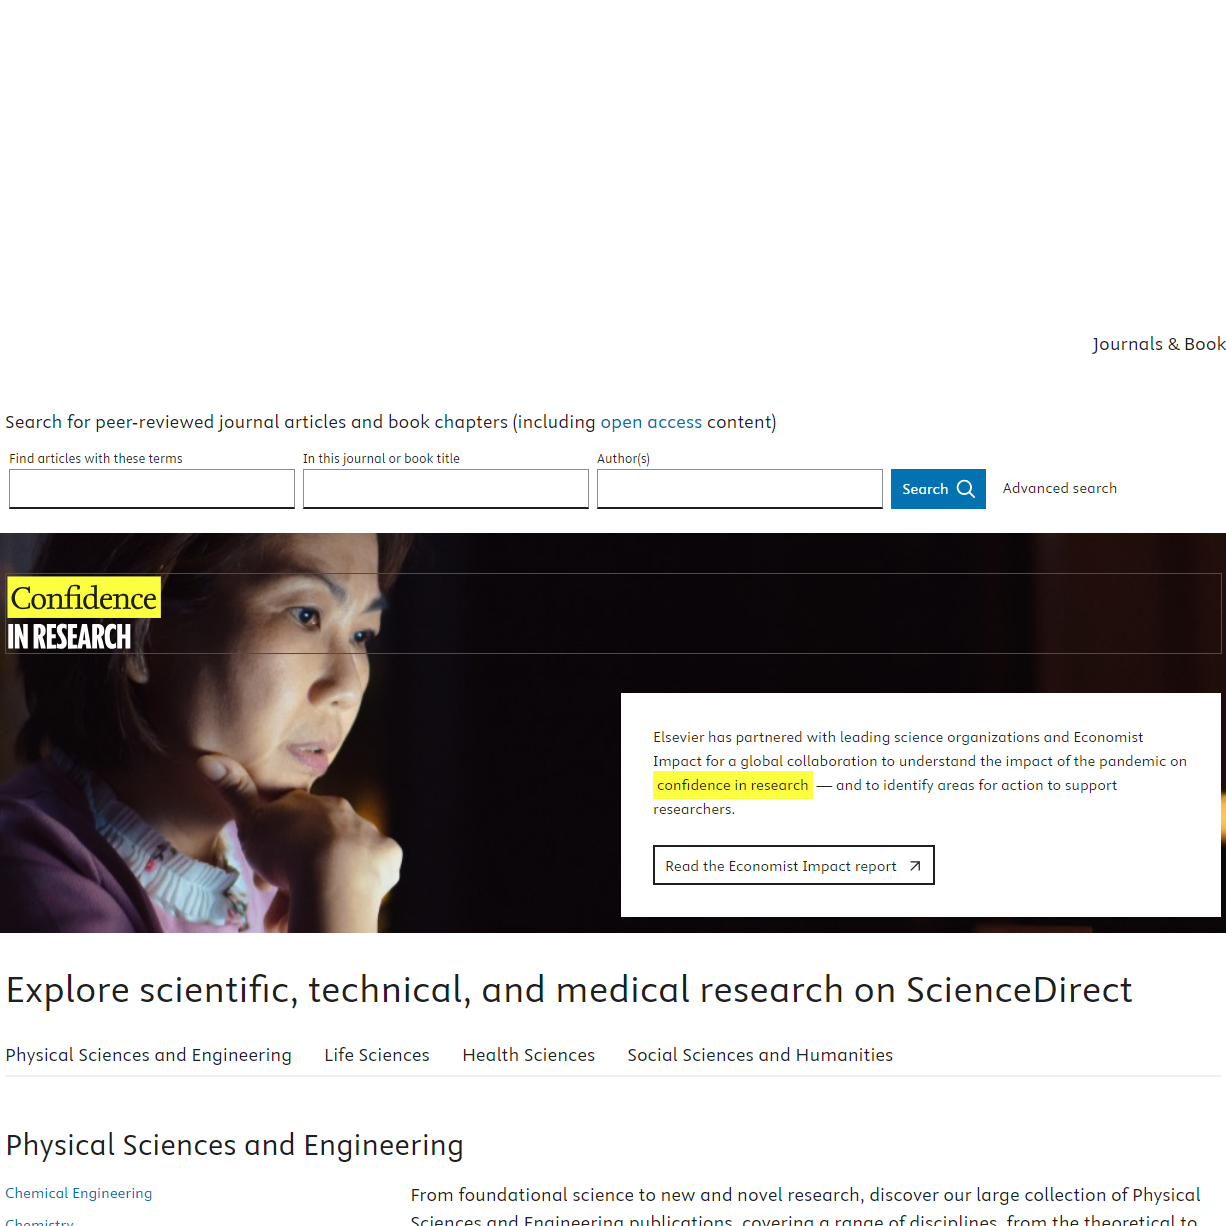 Journals & Book
Search for peer-reviewed journal articles and book chapters (including open access content)
Find articles with these terms
In this journal or book title
Author(s)
Search
Advanced search
Confidence
IN RESEARCH
Elsevier has partnered with leading science organizations and Economist
Impact for a global collaboration to understand the impact of the pandemic on
confidence in research — and to identify areas for action to support
researchers.
Read the Economist Impact report
Explore scientific, technical, and medical research on ScienceDirect
Physical Sciences and Engineering
Life Sciences
Health Sciences
Social Sciences and Humanities
Physical Sciences and Engineering
Chemical Engineering
Chemistry
From foundational science to new and novel research, discover our large collection of Physical
Sciences and Engineering publications, covering a range of disciplines, from the theoretical to